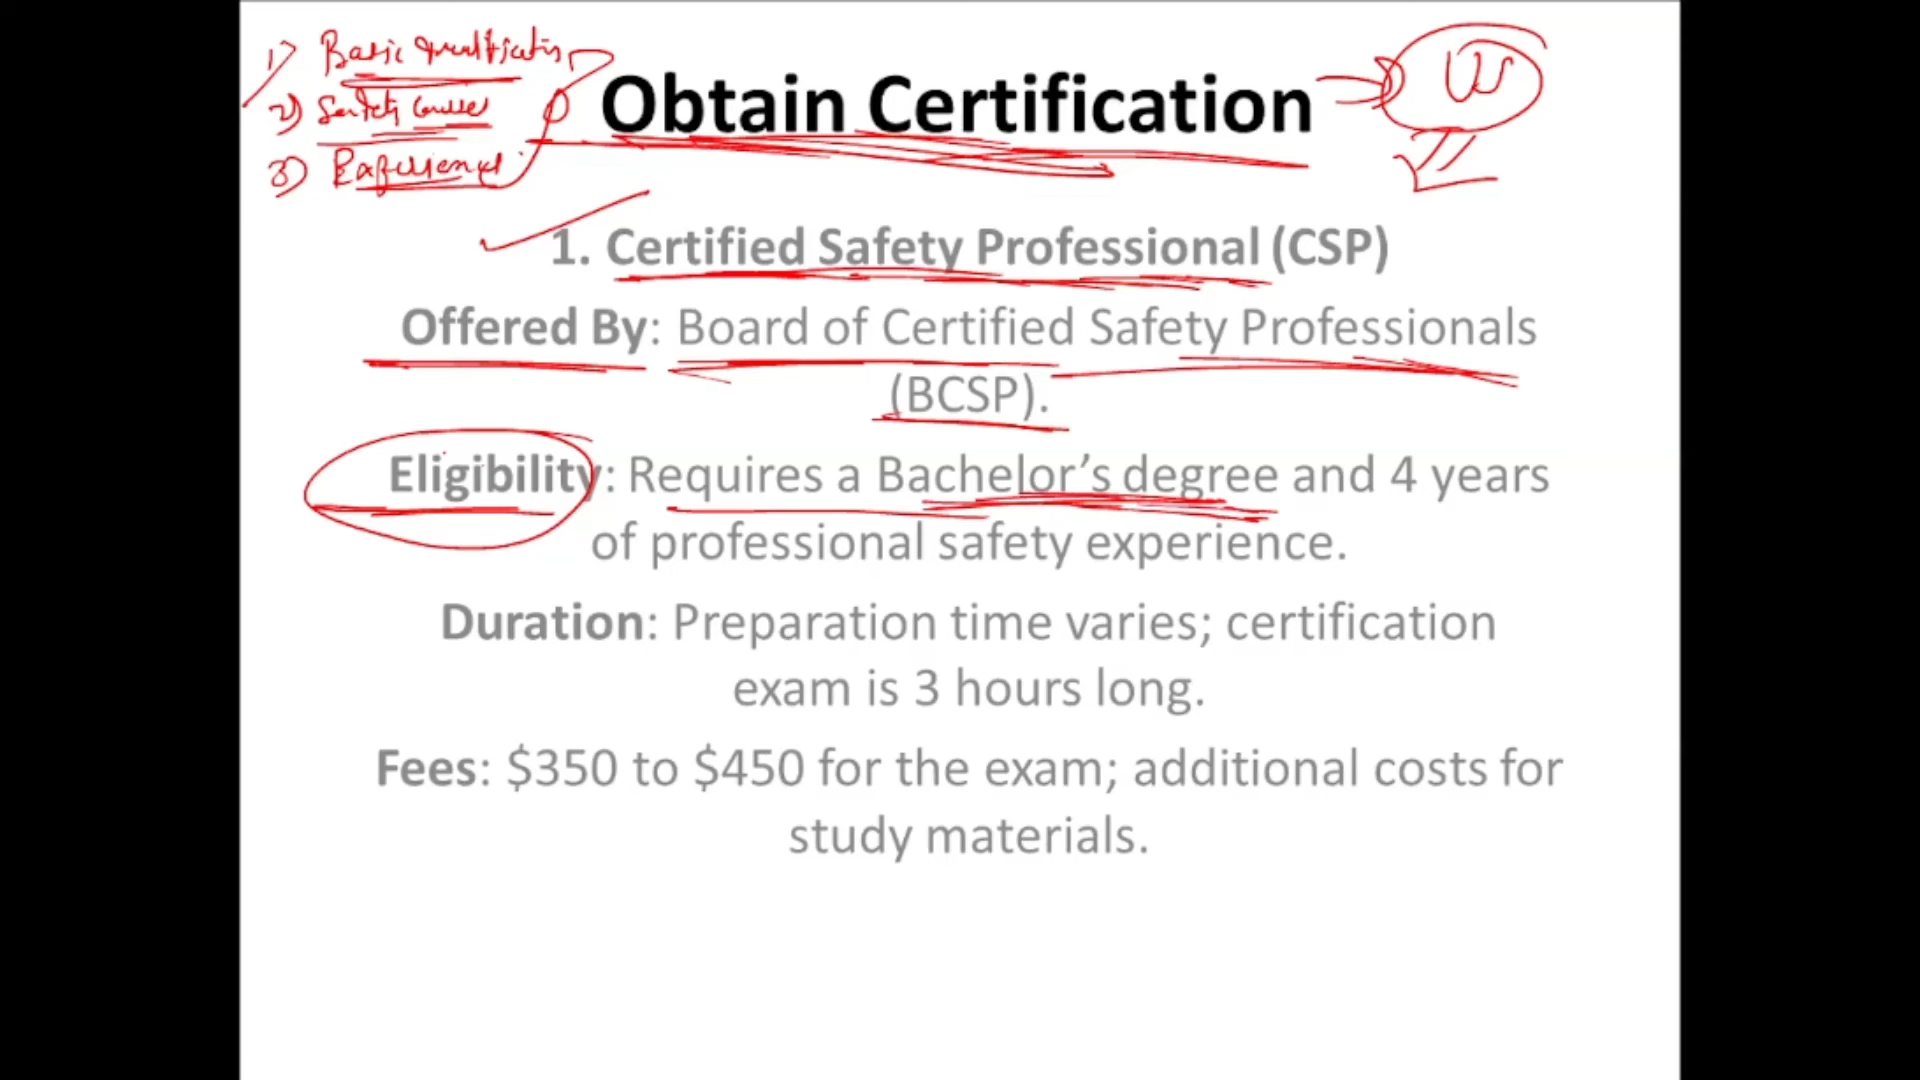 1) Basic qualification
2) Safety Course
3) Experience
Obtain Certification
US
1. Certified Safety Professional (CSP)
Offered By: Board of Certified Safety Professionals
(BCSP).
Eligibility: Requires a Bachelor’s degree and 4 years
of professional safety experience.
Duration: Preparation time varies; certification
exam is 3 hours long.
Fees: $350 to $450 for the exam; additional costs for
study materials.